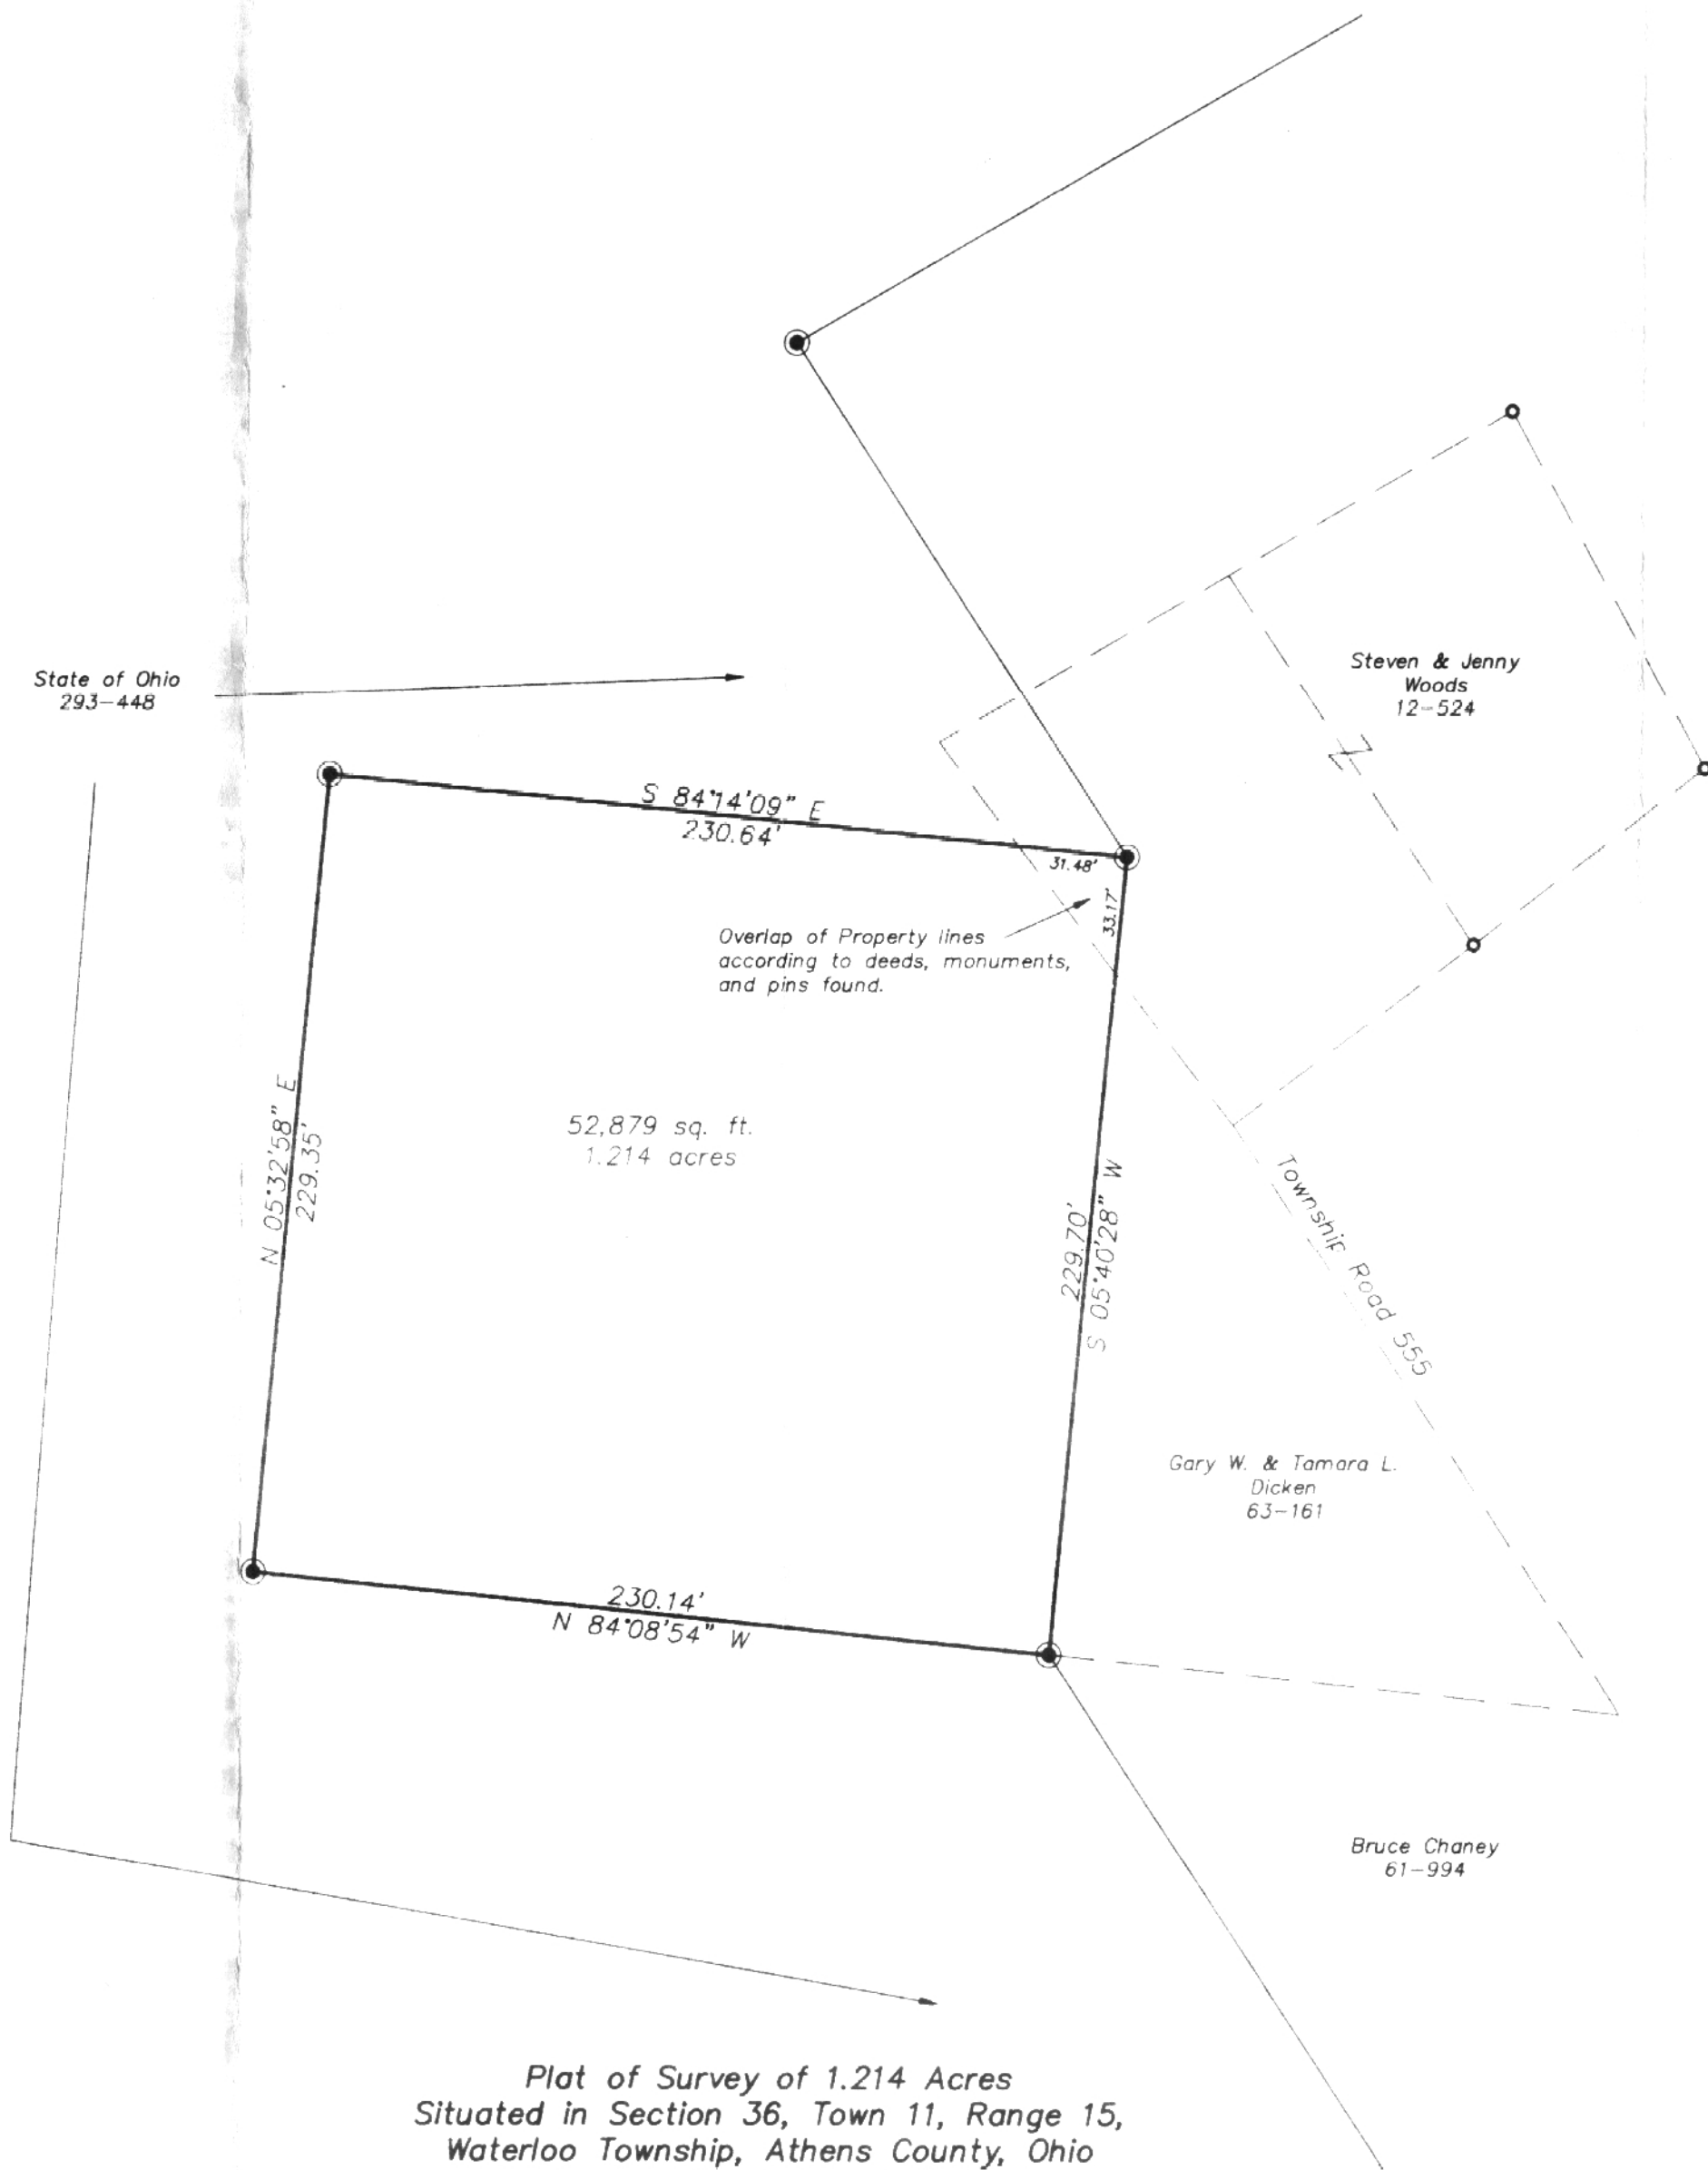 State of Ohio
293-448
Steven & Jenny
Woods
12-524
S 84°14'09" E
230.64'
31.48'
33.17'
Overlap of Property lines
according to deeds, monuments,
and pins found.
N 05°32'58" E
229.35'
52,879 sq. ft.
1.214 acres
229.70'
S 05°40'28" W
Township Road 555
Gary W. & Tamara L.
Dicken
63-161
230.14'
N 84°08'54" W
Bruce Chaney
61-994
Plat of Survey of 1.214 Acres
Situated in Section 36, Town 11, Range 15,
Waterloo Township, Athens County, Ohio